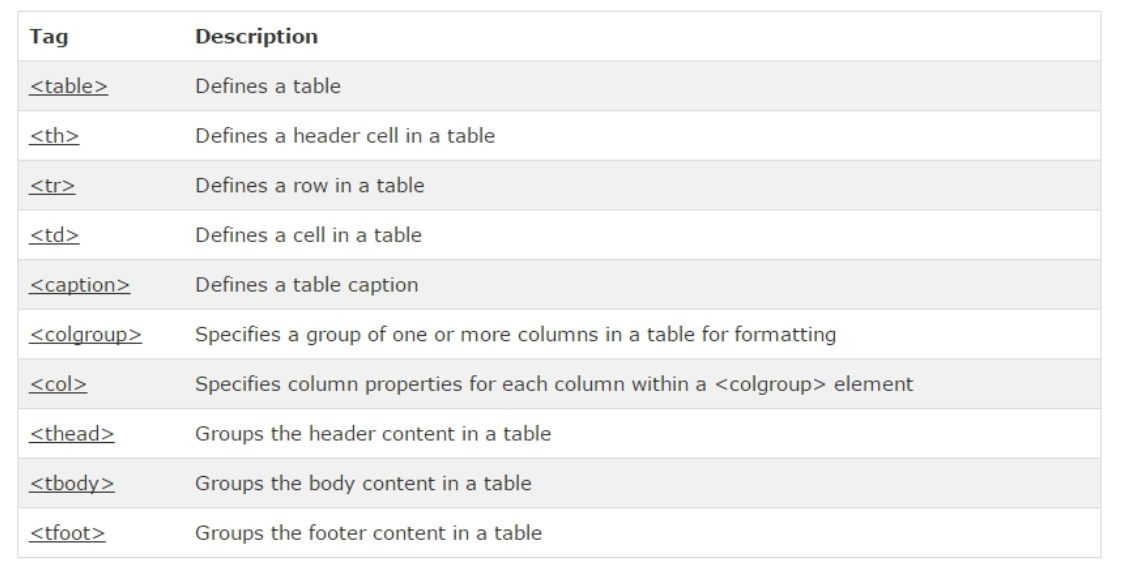 Tag Description
<table> Defines a table
<th> Defines a header cell in a table
<tr> Defines a row in a table
<td> Defines a cell in a table
<caption> Defines a table caption
<colgroup> Specifies a group of one or more columns in a table for formatting
<col> Specifies column properties for each column within a <colgroup> element
<thead> Groups the header content in a table
<tbody> Groups the body content in a table
<tfoot> Groups the footer content in a table